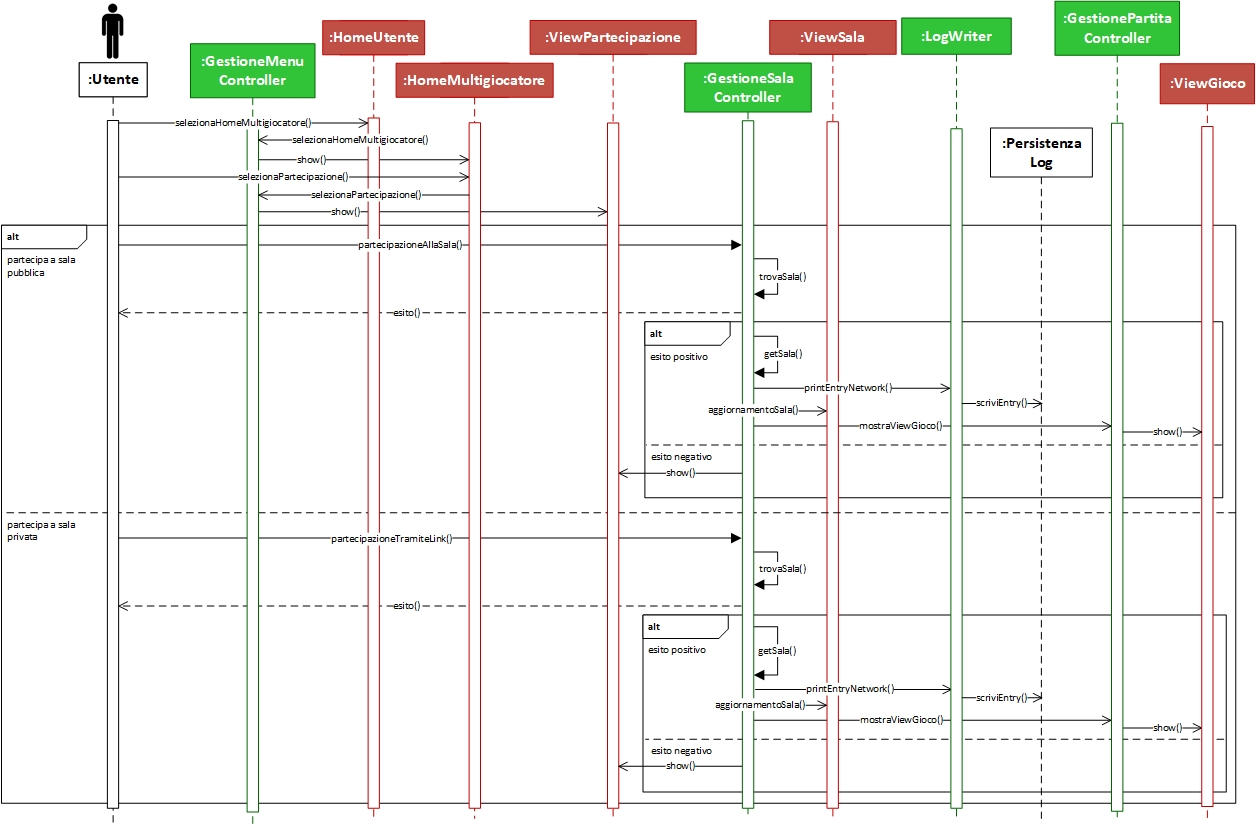 :Utente
:GestioneMenu
Controller
:HomeUtente
:HomeMultigiocatore
:ViewPartecipazione
:GestioneSala
Controller
:ViewSala
:LogWriter
:Persistenza
Log
:GestionePartita
Controller
:ViewGioco
selezionaHomeMultigiocatore()
selezionaHomeMultigiocatore()
show()
selezionaPartecipazione()
selezionaPartecipazione()
show()
alt
partecipa a sala
pubblica
partecipazioneAllaSala()
trovaSala()
esito()
alt
esito positivo
getSala()
printEntryNetwork()
scriviEntry()
aggiornamentoSala()
mostraViewGioco()
show()
esito negativo
show()
partecipa a sala
privata
partecipazioneTramiteLink()
trovaSala()
esito()
alt
esito positivo
getSala()
printEntryNetwork()
scriviEntry()
aggiornamentoSala()
mostraViewGioco()
show()
esito negativo
show()